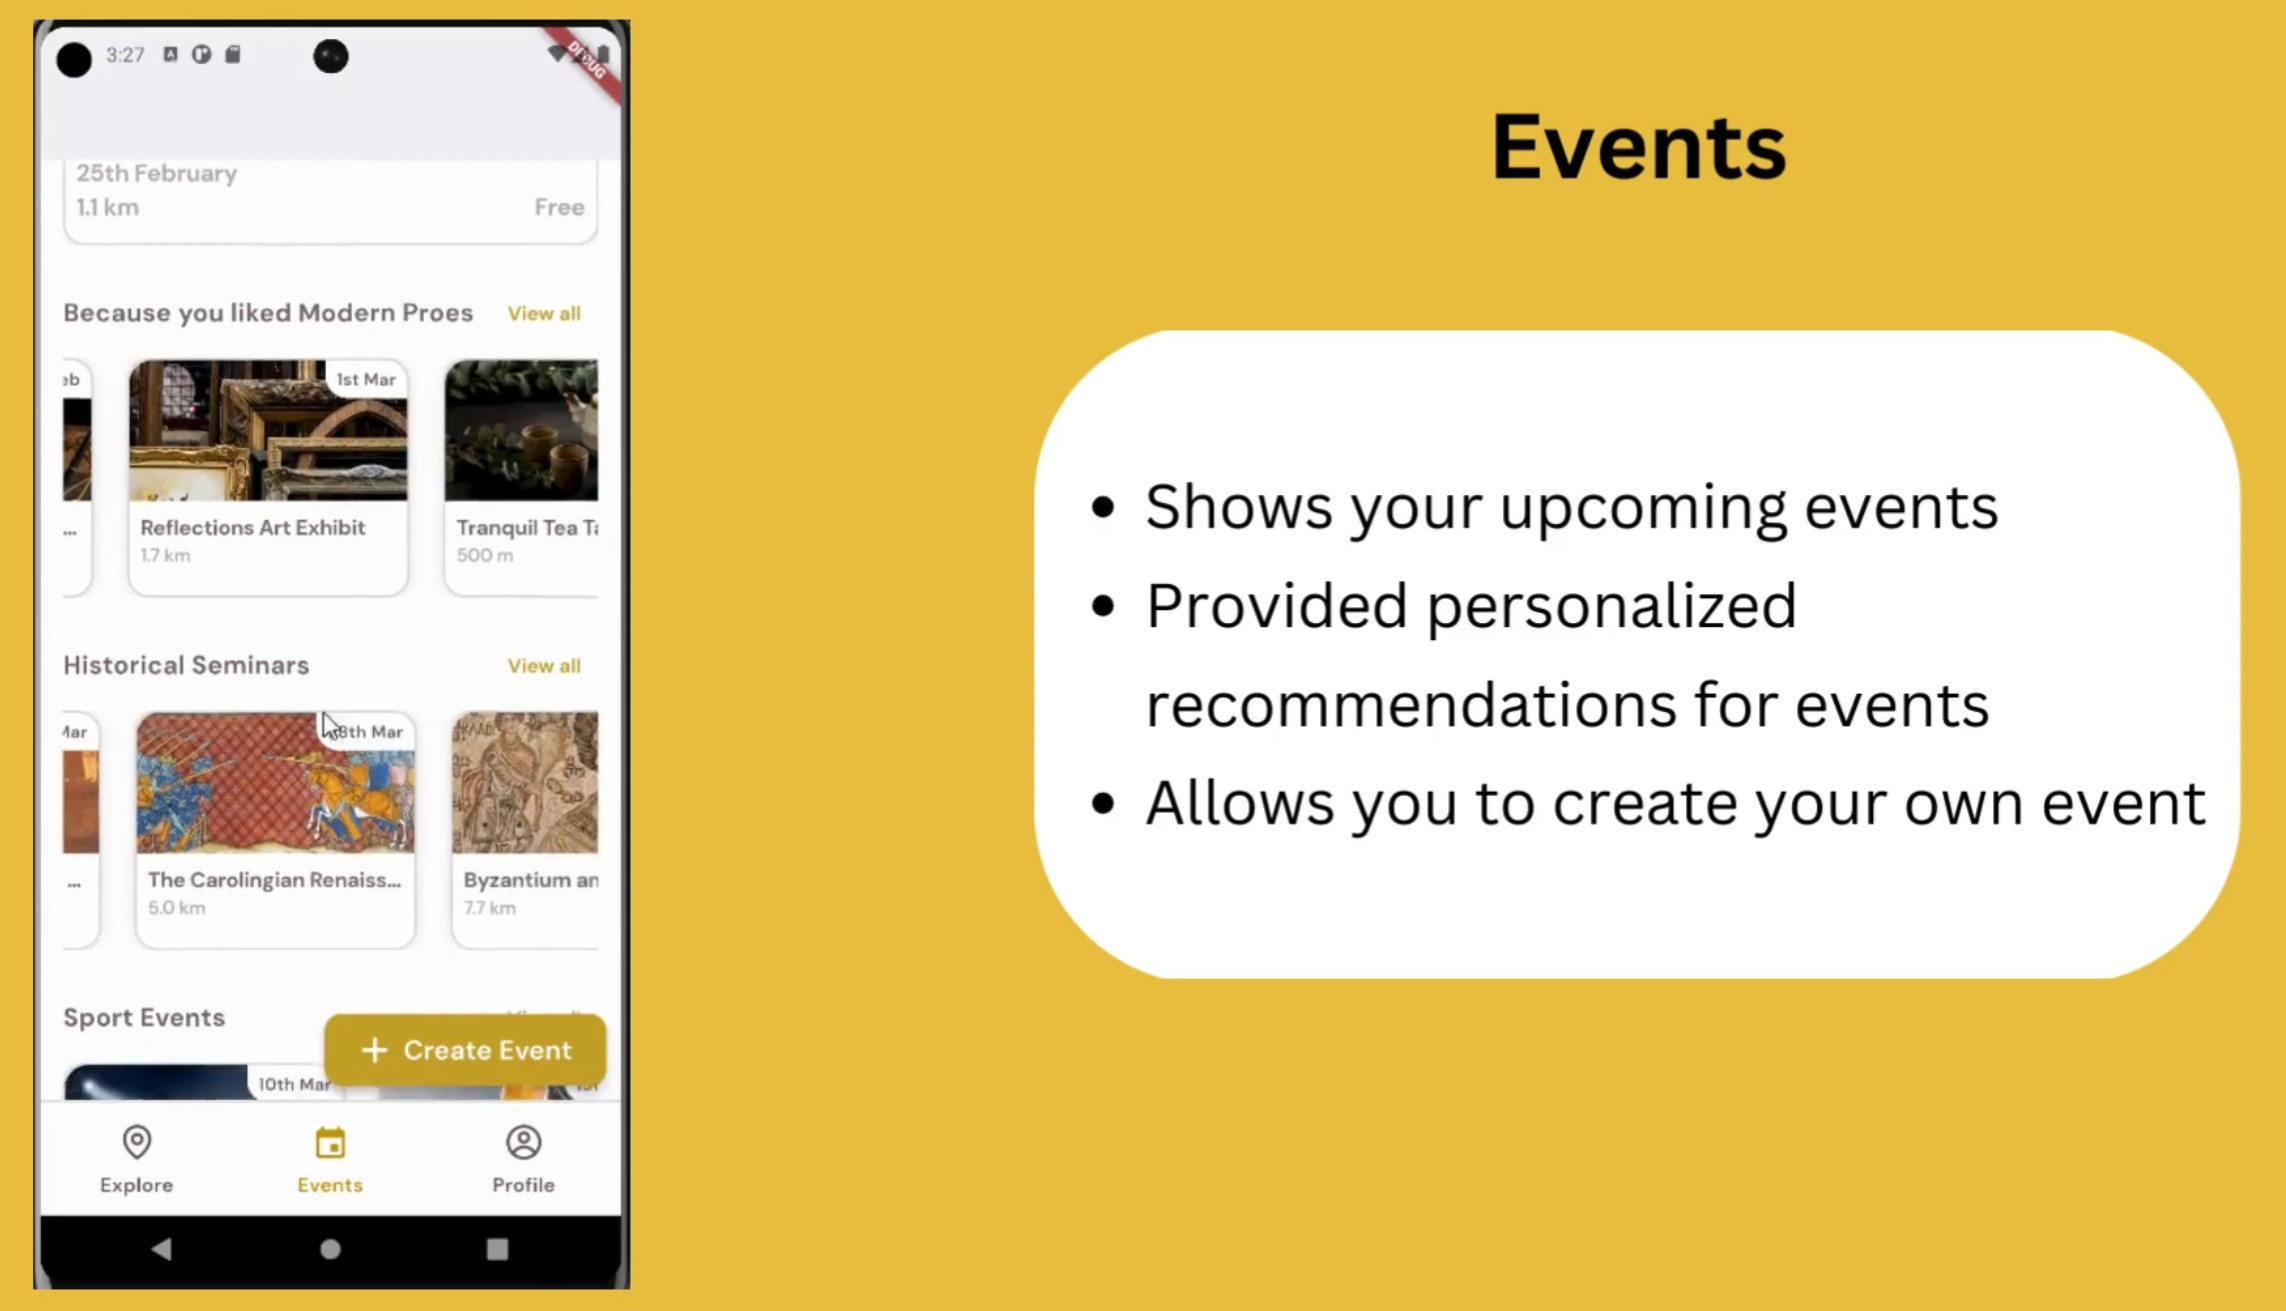 3:27
DEBUG
25th February
1.1 km
Free
Because you liked Modern Proes
View all
eb
1st Mar
...
Reflections Art Exhibit
1.7 km
Tranquil Tea
500 m
Historical Seminars
View all
Mar
8th Mar
...
The Carolingian Renaiss...
5.0 km
Byzantium an
7.7 km
Sport Events
10th Mar
+ Create Event
Explore
Events
Profile
Events
• Shows your upcoming events
• Provided personalized
recommendations for events
• Allows you to create your own event